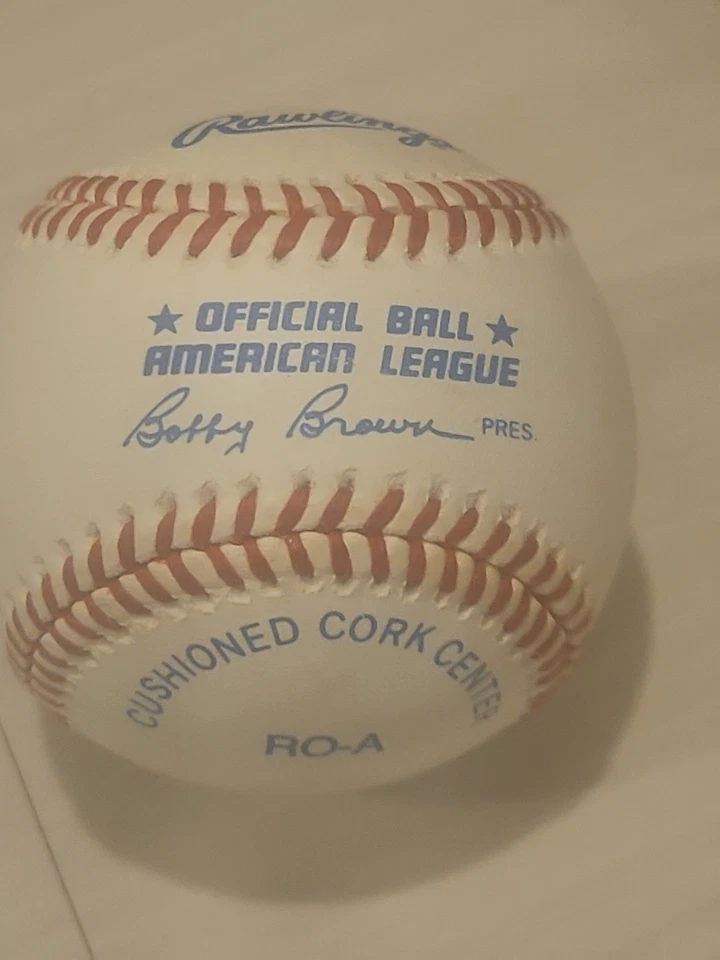 Rawlings
★ OFFICIAL BALL ★
AMERICAN LEAGUE
Bobby Brown PRES.
CUSHIONED CORK CENTER
RO-A